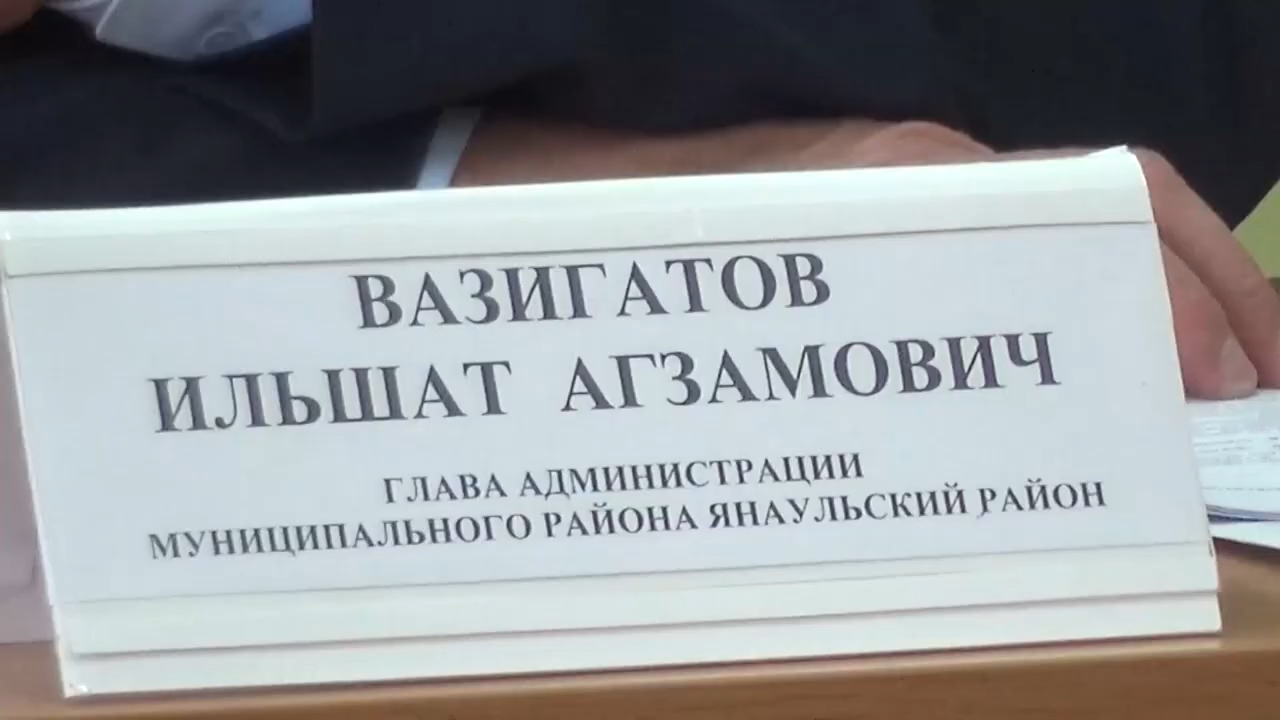 ВАЗИГАТОВ
ИЛЬШАТ АГЗАМОВИЧ
ГЛАВА АДМИНИСТРАЦИИ
МУНИЦИПАЛЬНОГО РАЙОНА ЯНАУЛЬСКИЙ РАЙОН